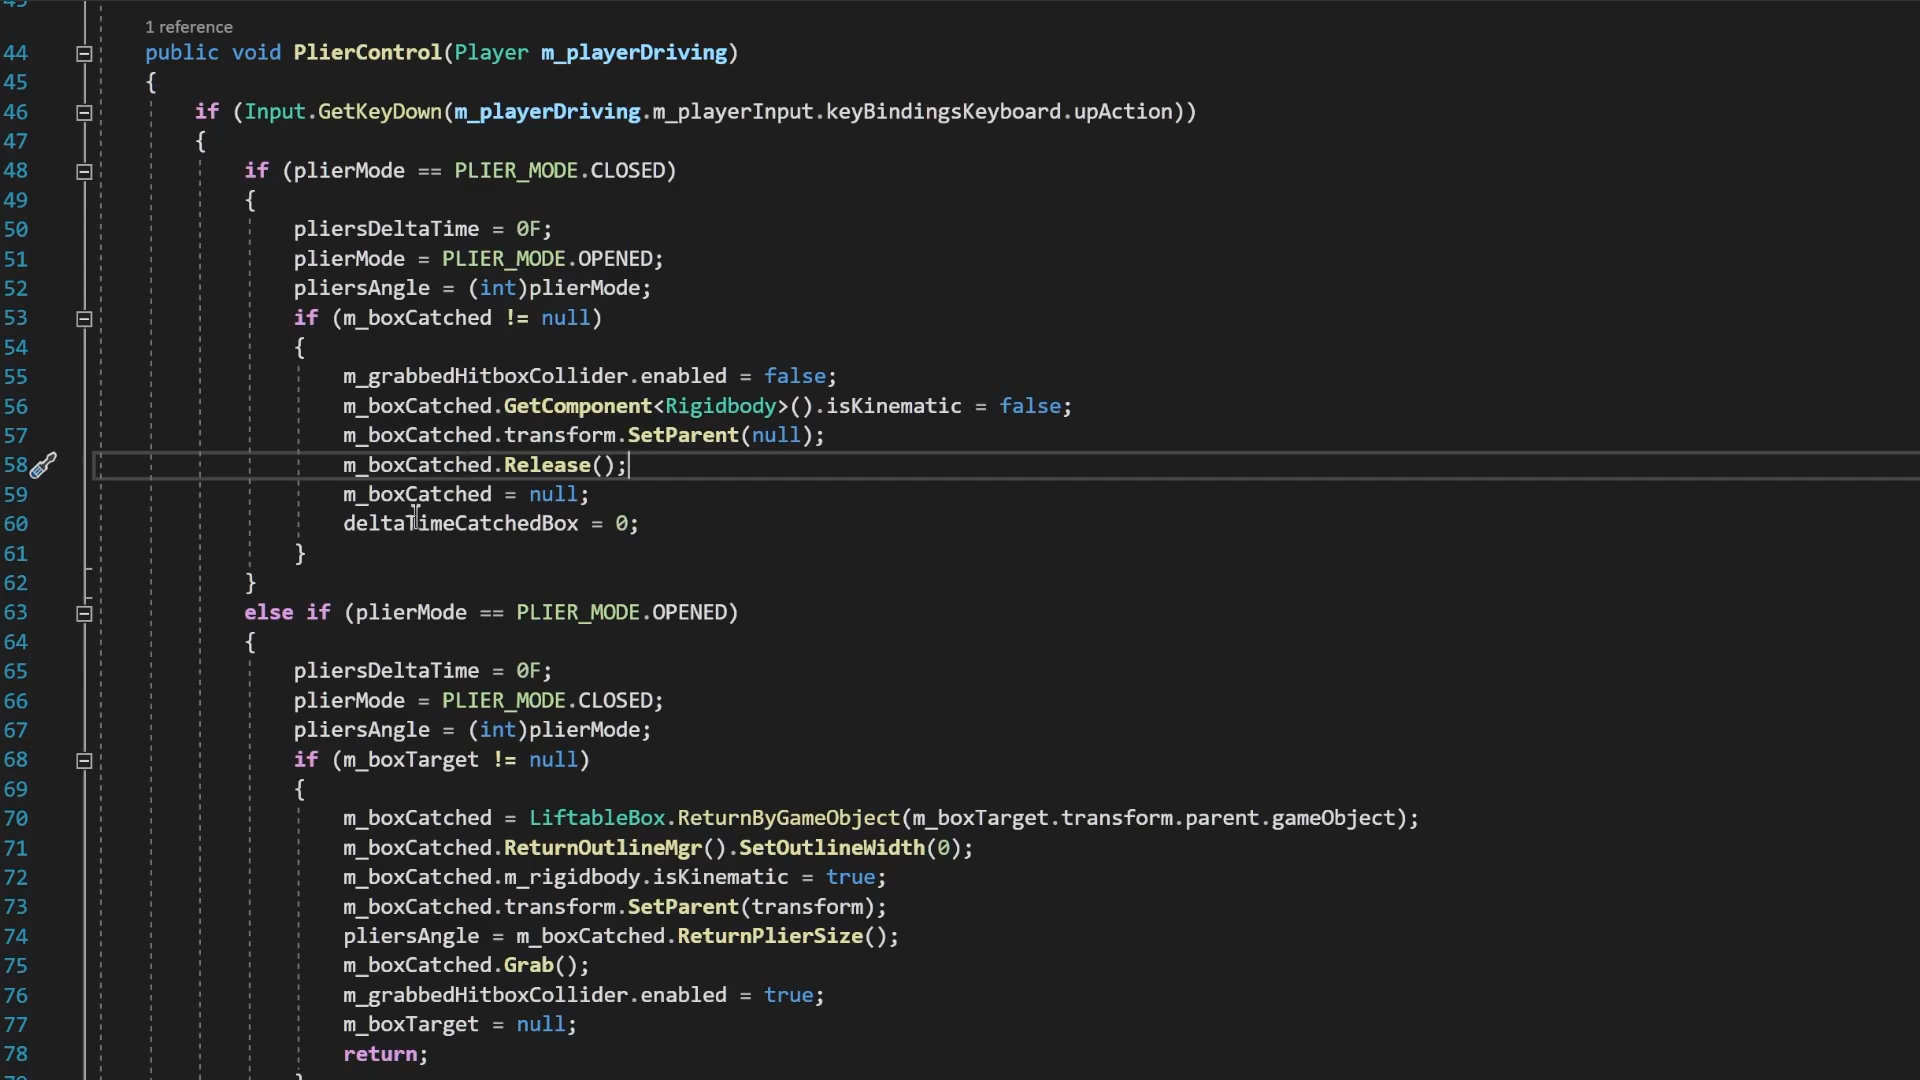 1 reference
44 public void PlierControl(Player m_playerDriving)
45 {
46 if (Input.GetKeyDown(m_playerDriving.m_playerInput.keyBindingsKeyboard.upAction))
47 {
48 if (plierMode == PLIER_MODE.CLOSED)
49 {
50 pliersDeltaTime = 0F;
51 plierMode = PLIER_MODE.OPENED;
52 pliersAngle = (int)plierMode;
53 if (m_boxCatched != null)
54 {
55 m_grabbedHitboxCollider.enabled = false;
56 m_boxCatched.GetComponent<Rigidbody>().isKinematic = false;
57 m_boxCatched.transform.SetParent(null);
58 m_boxCatched.Release();
59 m_boxCatched = null;
60 deltaTimeCatchedBox = 0;
61 }
62 }
63 else if (plierMode == PLIER_MODE.OPENED)
64 {
65 pliersDeltaTime = 0F;
66 plierMode = PLIER_MODE.CLOSED;
67 pliersAngle = (int)plierMode;
68 if (m_boxTarget != null)
69 {
70 m_boxCatched = LiftableBox.ReturnByGameObject(m_boxTarget.transform.parent.gameObject);
71 m_boxCatched.ReturnOutlineMgr().SetOutlineWidth(0);
72 m_boxCatched.m_rigidbody.isKinematic = true;
73 m_boxCatched.transform.SetParent(transform);
74 pliersAngle = m_boxCatched.ReturnPlierSize();
75 m_boxCatched.Grab();
76 m_grabbedHitboxCollider.enabled = true;
77 m_boxTarget = null;
78 return;